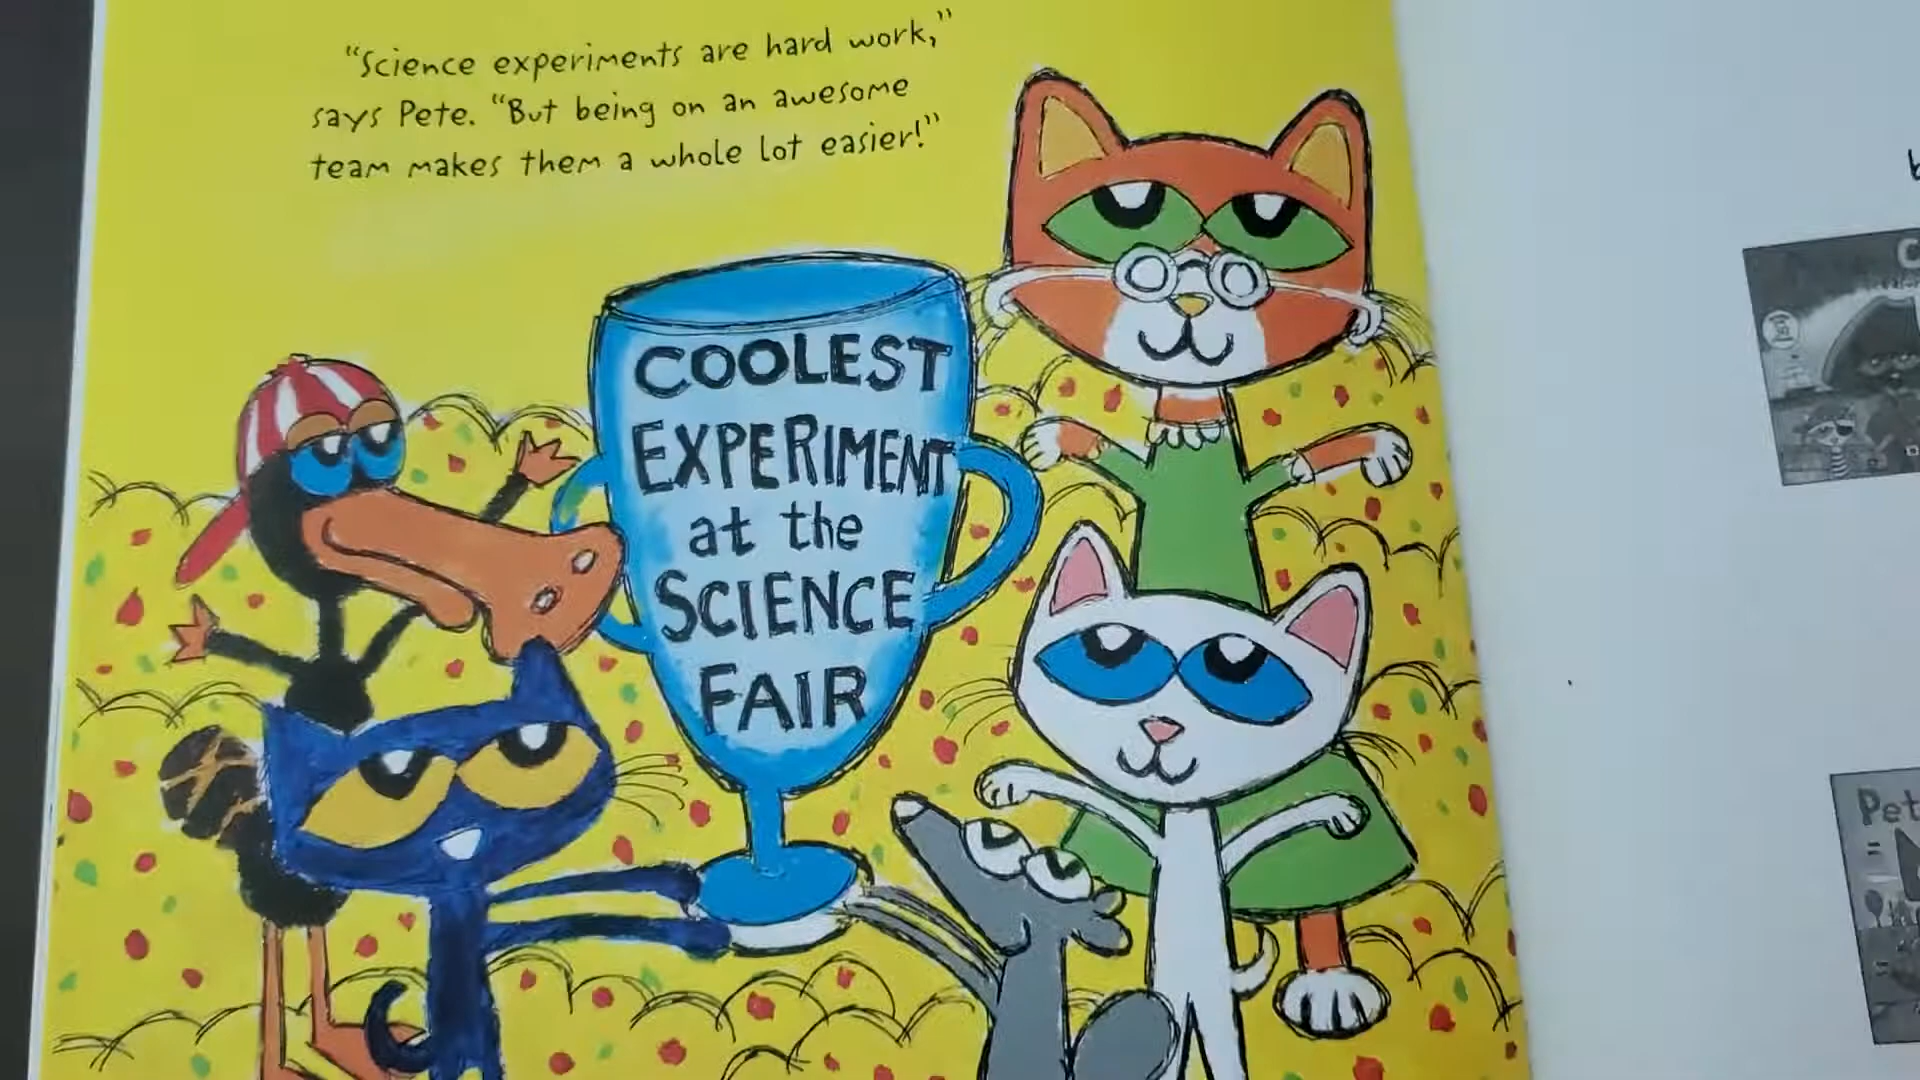 “Science experiments are hard work,”
says Pete. “But being on an awesome
team makes them a whole lot easier!”
COOLEST
EXPERIMENT
at the
SCIENCE
FAIR
Pet